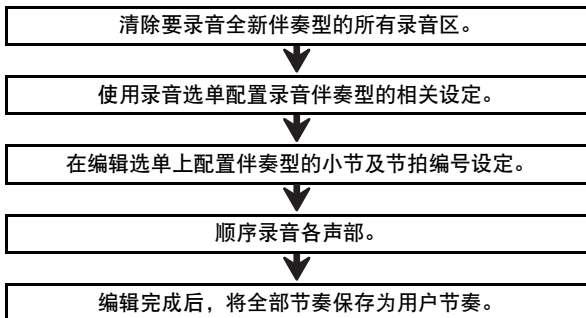 清除要录音全新伴奏型的所有录音区。
使用录音选单配置录音伴奏型的相关设定。
在编辑选单上配置伴奏型的小节及节拍编号设定。
顺序录音各声部。
编辑完成后，将全部节奏保存为用户节奏。